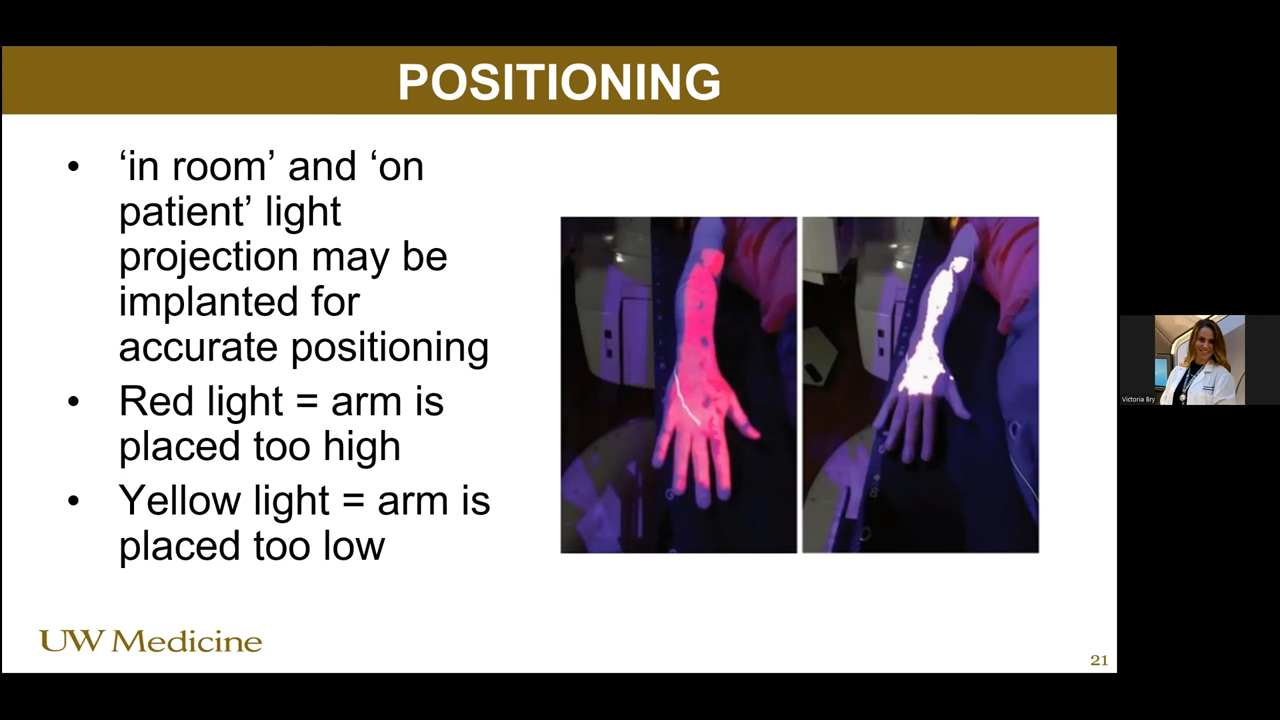 POSITIONING
• ‘in room’ and ‘on
patient’ light
projection may be
implanted for
accurate positioning
• Red light = arm is
placed too high
• Yellow light = arm is
placed too low
UW Medicine
21
Victoria Bry